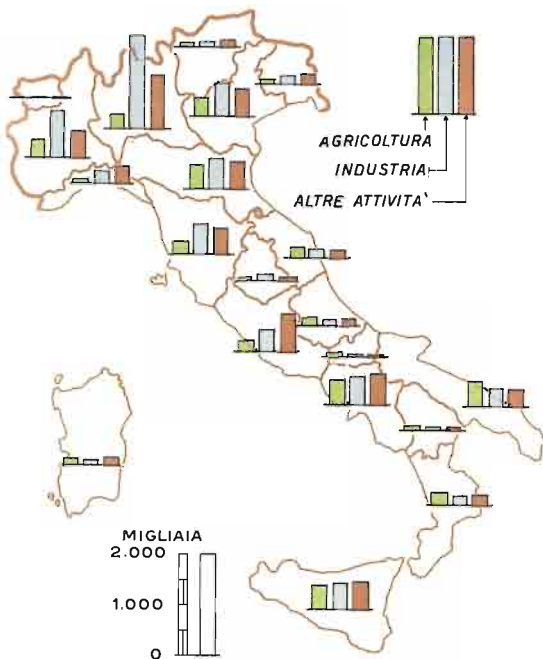 AGRICOLTURA
INDUSTRIA
ALTRE ATTIVITA'
MIGLIAIA
2.000
1.000
0